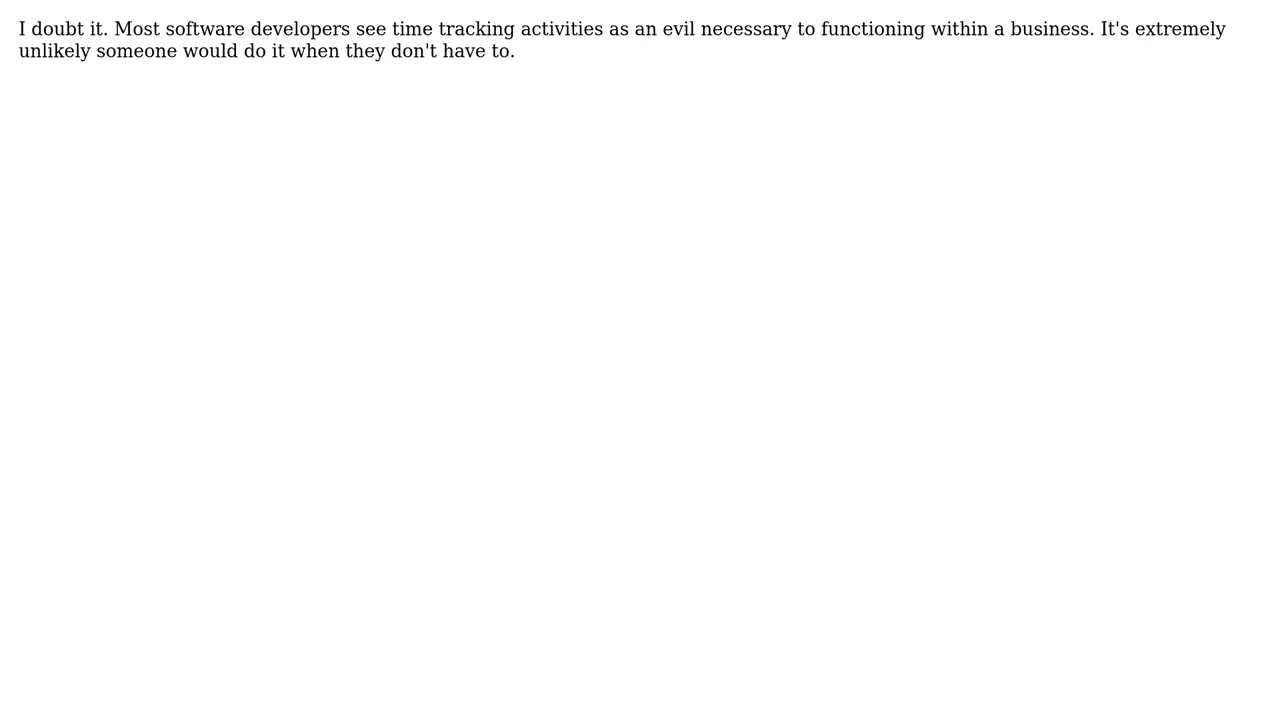 I doubt it. Most software developers see time tracking activities as an evil necessary to functioning within a business. It's extremely
unlikely someone would do it when they don't have to.